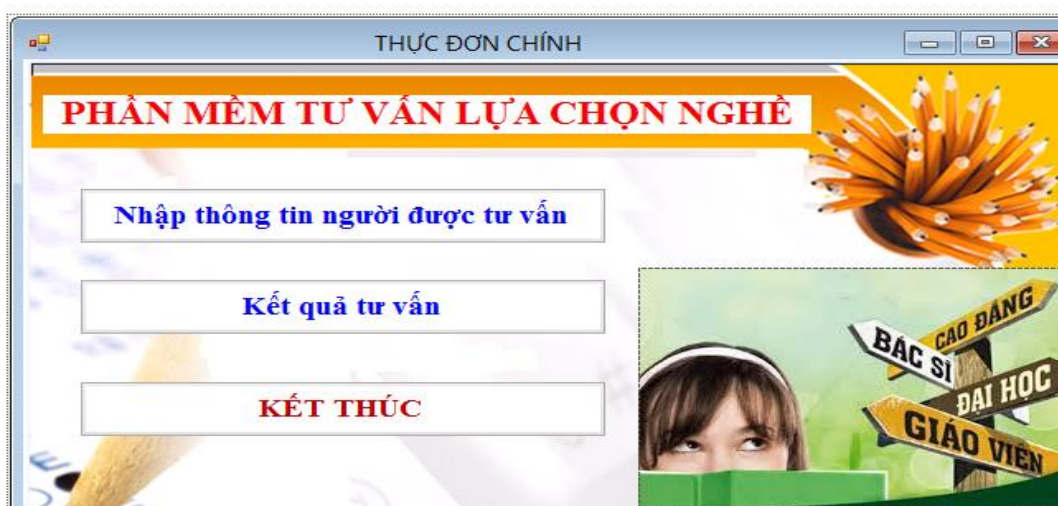 THỰC ĐƠN CHÍNH
PHẦN MỀM TƯ VẤN LỰA CHỌN NGHỀ
Nhập thông tin người được tư vấn
Kết quả tư vấn
KẾT THÚC
CAO ĐẲNG
BÁC SĨ
ĐẠI HỌC
GIÁO VIÊN